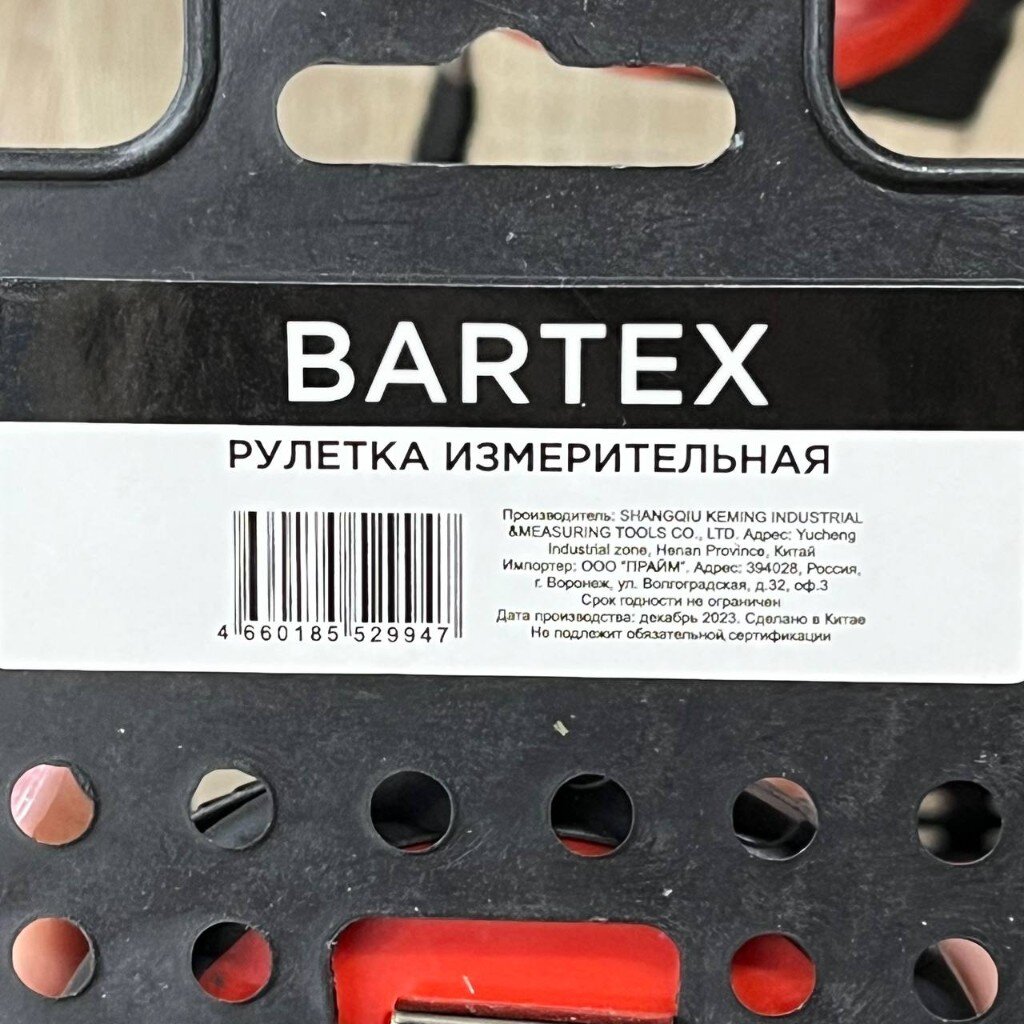 BARTEX
РУЛЕТКА ИЗМЕРИТЕЛЬНАЯ
Производитель: SHANGQIU KEMING INDUSTRIAL
&MEASURING TOOLS CO., LTD. Адрес: Yucheng
Industrial zone, Henan Province, Китай
Импортер: ООО "ПРАЙМ". Адрес: 394028, Россия,
г. Воронеж, ул. Волгоградская, д.32, оф.3
Срок годности не ограничен
Дата производства: декабрь 2023. Сделано в Китае
Не подлежит обязательной сертификации
4 660185 529947